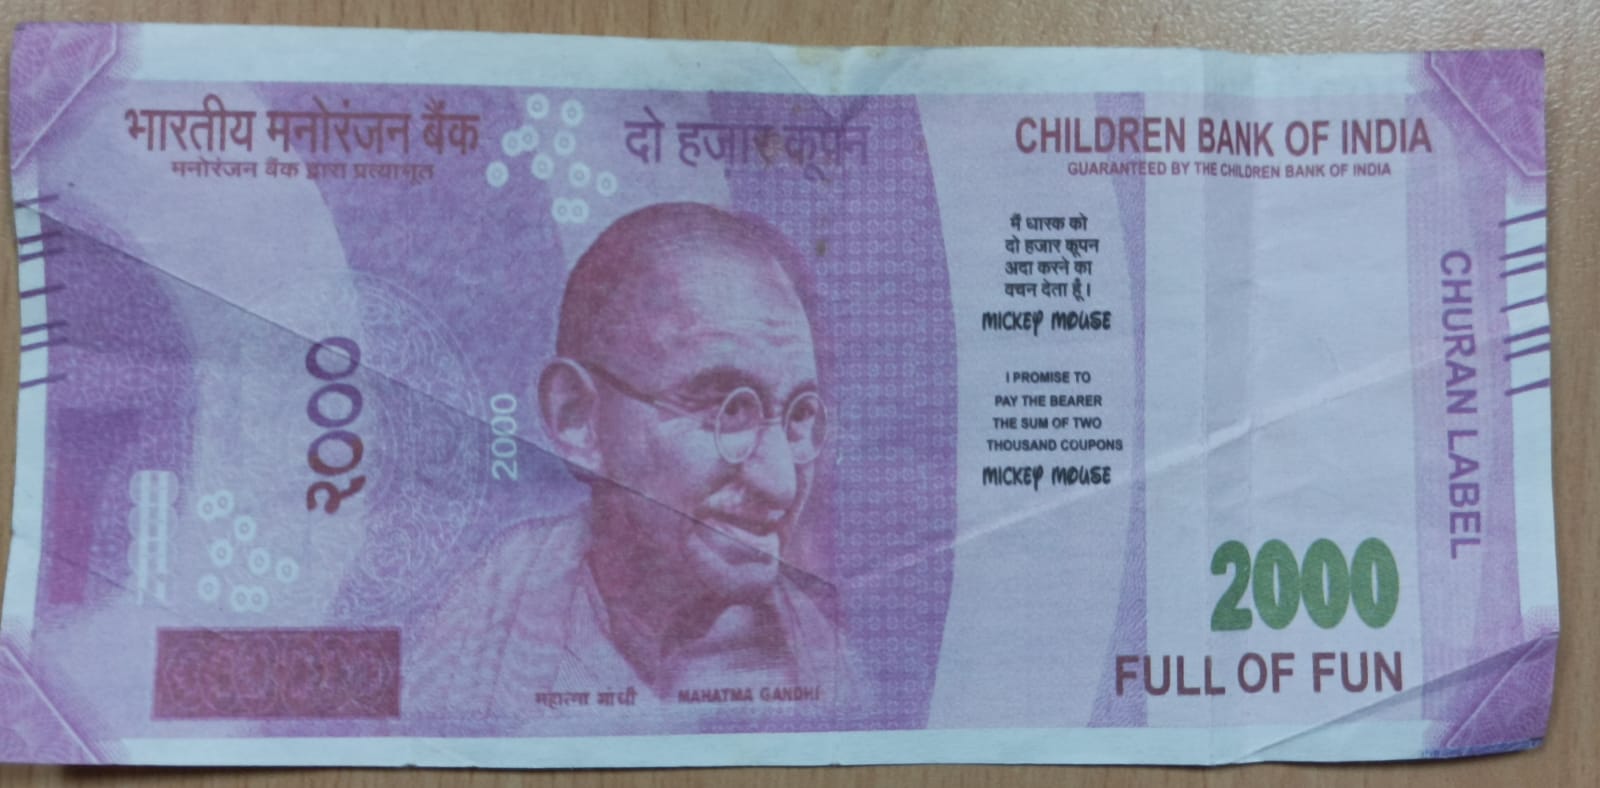 भारतीय मनोरंजन बैंक
मनोरंजन बैंक द्वारा प्रत्याभूत
दो हजार कूपन
CHILDREN BANK OF INDIA
GUARANTEED BY THE CHILDREN BANK OF INDIA
मैं धारक को
दो हजार कूपन
अदा करने का
वचन देता हूँ।
MICKEY MOUSE
I PROMISE TO
PAY THE BEARER
THE SUM OF TWO
THOUSAND COUPONS
MICKEY MOUSE
२०००
2000
CHURAN LABEL
2000
FULL OF FUN
महात्मा गांधी
MAHATMA GANDHI